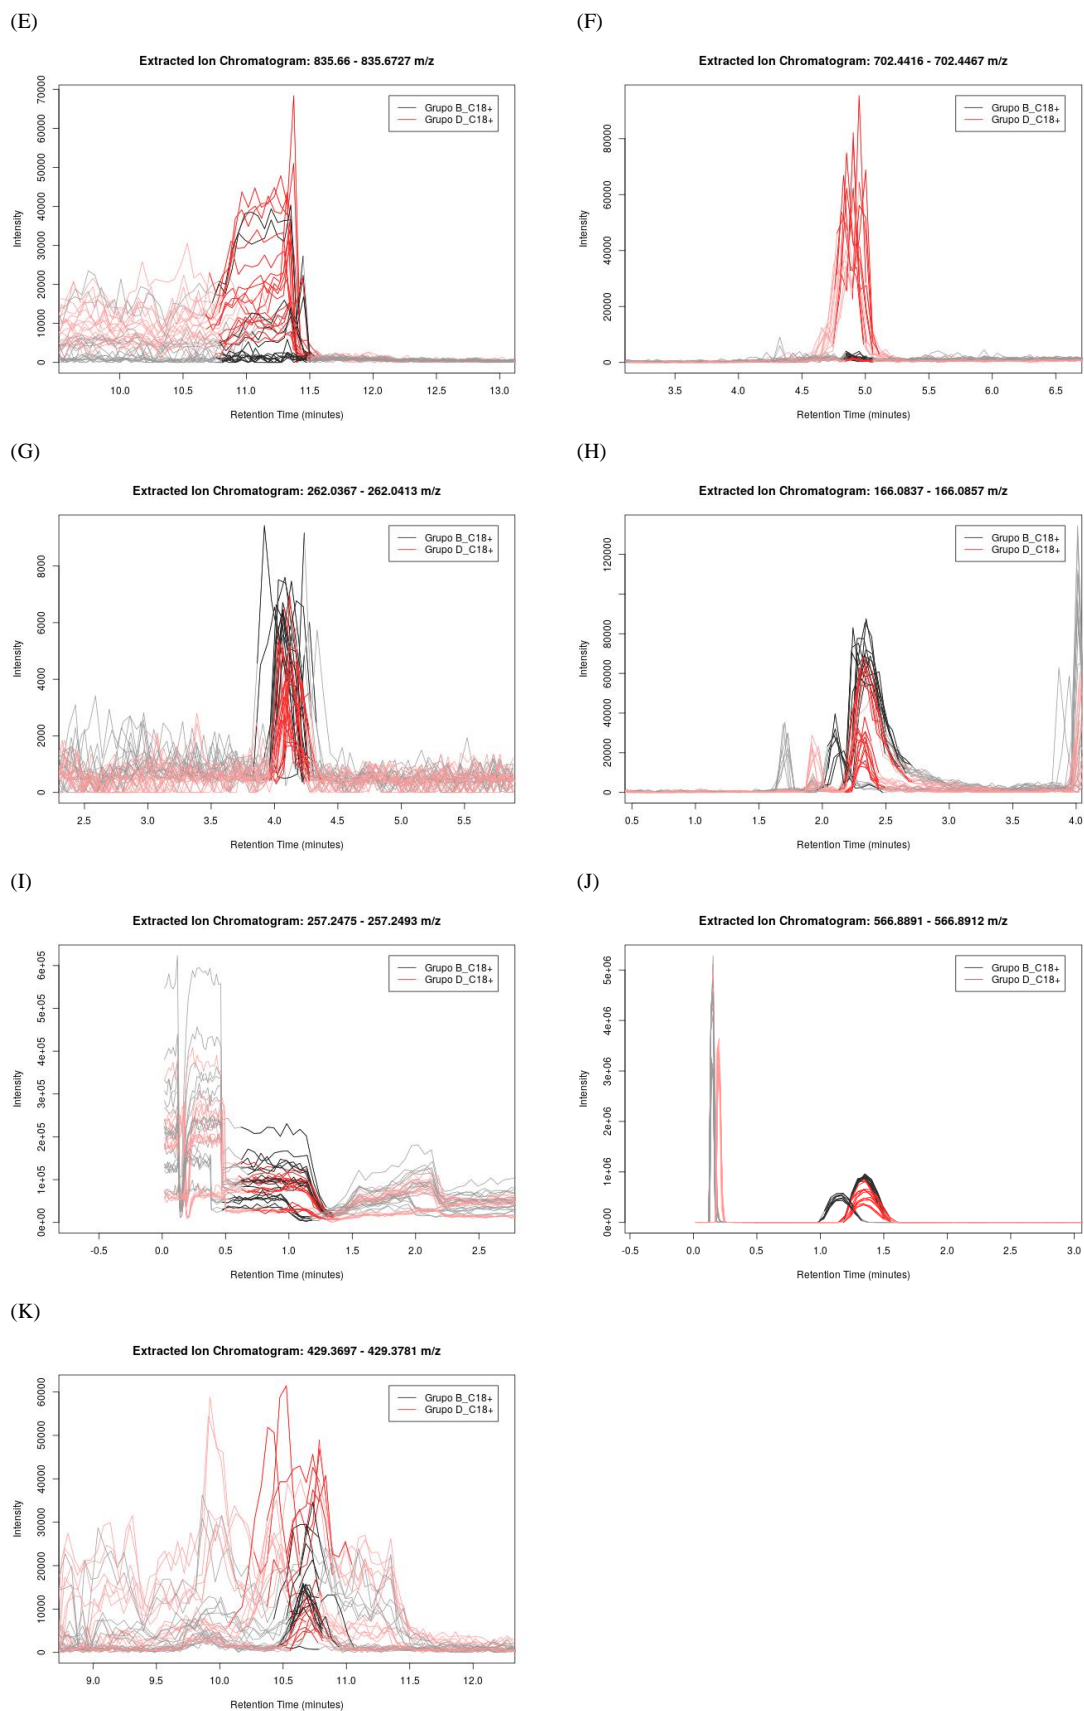 (E)
Extracted Ion Chromatogram: 835.66 - 835.6727 m/z
Grupo B_C18+
Grupo D_C18+
Intensity
0
10000
20000
30000
40000
50000
60000
70000
10.0 10.5 11.0 11.5 12.0 12.5 13.0
Retention Time (minutes)
(F)
Extracted Ion Chromatogram: 702.4416 - 702.4467 m/z
Grupo B_C18+
Grupo D_C18+
Intensity
0
20000
40000
60000
80000
3.5 4.0 4.5 5.0 5.5 6.0 6.5
Retention Time (minutes)
(G)
Extracted Ion Chromatogram: 262.0367 - 262.0413 m/z
Grupo B_C18+
Grupo D_C18+
Intensity
0
2000
4000
6000
8000
2.5 3.0 3.5 4.0 4.5 5.0 5.5
Retention Time (minutes)
(H)
Extracted Ion Chromatogram: 166.0837 - 166.0857 m/z
Grupo B_C18+
Grupo D_C18+
Intensity
0
20000
40000
60000
80000
120000
0.5 1.0 1.5 2.0 2.5 3.0 3.5 4.0
Retention Time (minutes)
(I)
Extracted Ion Chromatogram: 257.2475 - 257.2493 m/z
Grupo B_C18+
Grupo D_C18+
Intensity
0e+00
1e+05
2e+05
3e+05
4e+05
5e+05
6e+05
-0.5 0.0 0.5 1.0 1.5 2.0 2.5
Retention Time (minutes)
(J)
Extracted Ion Chromatogram: 566.8891 - 566.8912 m/z
Grupo B_C18+
Grupo D_C18+
Intensity
0e+00
1e+06
2e+06
3e+06
4e+06
5e+06
-0.5 0.0 0.5 1.0 1.5 2.0 2.5 3.0
Retention Time (minutes)
(K)
Extracted Ion Chromatogram: 429.3697 - 429.3781 m/z
Grupo B_C18+
Grupo D_C18+
Intensity
0
10000
20000
30000
40000
50000
60000
9.0 9.5 10.0 10.5 11.0 11.5 12.0
Retention Time (minutes)